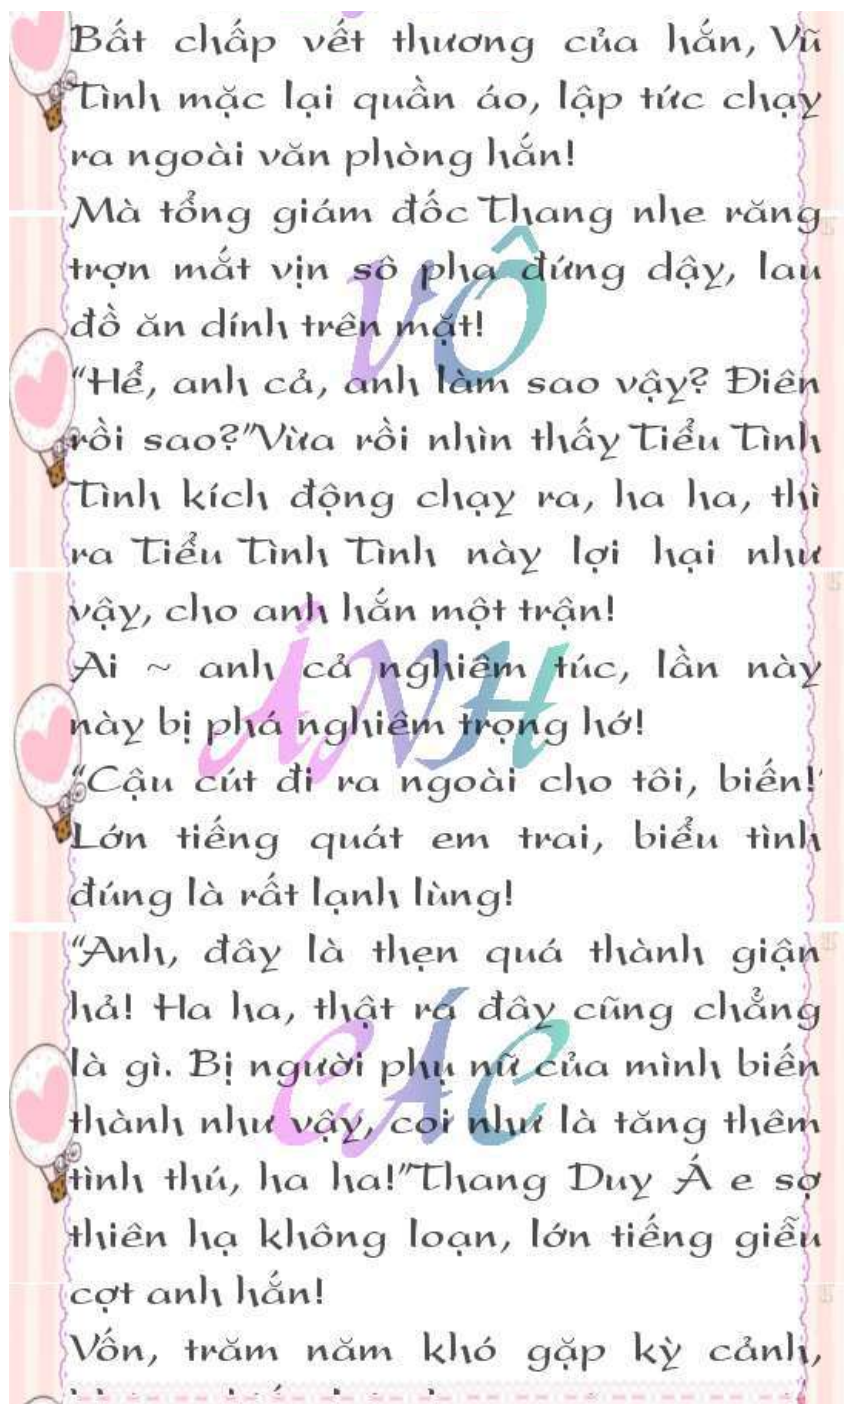 Bất chấp vết thương của hắn, Vũ
Tình mặc lại quần áo, lập tức chạy
ra ngoài văn phòng hắn!
Mà tổng giám đốc Thang nhe răng
trợn mắt vịn sô pha đứng dậy, lau
đồ ăn dính trên mặt!
“Hể, anh cả, anh làm sao vậy? Điên
rồi sao?”Vừa rồi nhìn thấy Tiểu Tình
Tình kích động chạy ra, ha ha, thì
ra Tiểu Tình Tình này lợi hại như
vậy, cho anh hắn một trận!
Ai ~ anh cả nghiêm túc, lần này
này bị phá nghiêm trọng hớ!
“Cậu cút đi ra ngoài cho tôi, biến!”
Lớn tiếng quát em trai, biểu tình
đúng là rất lạnh lùng!
“Anh, đây là thẹn quá thành giận
hả! Ha ha, thật ra đây cũng chẳng
là gì. Bị người phụ nữ của mình biến
thành như vậy, coi như là tăng thêm
tình thú, ha ha!”Thang Duy Á e sợ
thiên hạ không loạn, lớn tiếng giễu
cợt anh hắn!
Vốn, trăm năm khó gặp kỳ cảnh,
VÔ
ẢNH
CÁC